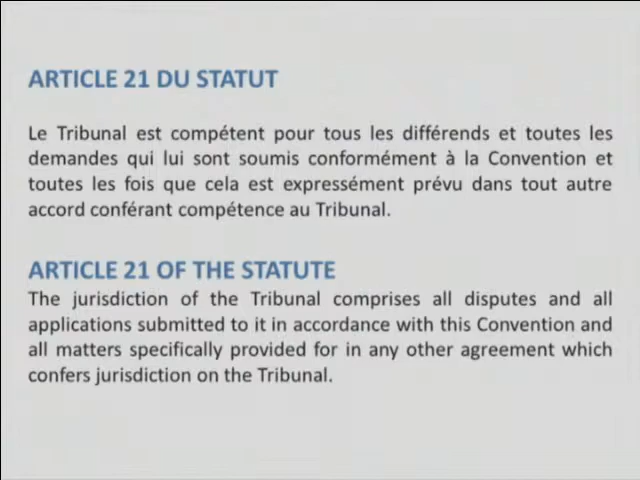 ARTICLE 21 DU STATUT
Le Tribunal est compétent pour tous les différends et toutes les
demandes qui lui sont soumis conformément à la Convention et
toutes les fois que cela est expressément prévu dans tout autre
accord conférant compétence au Tribunal.
ARTICLE 21 OF THE STATUTE
The jurisdiction of the Tribunal comprises all disputes and all
applications submitted to it in accordance with this Convention and
all matters specifically provided for in any other agreement which
confers jurisdiction on the Tribunal.